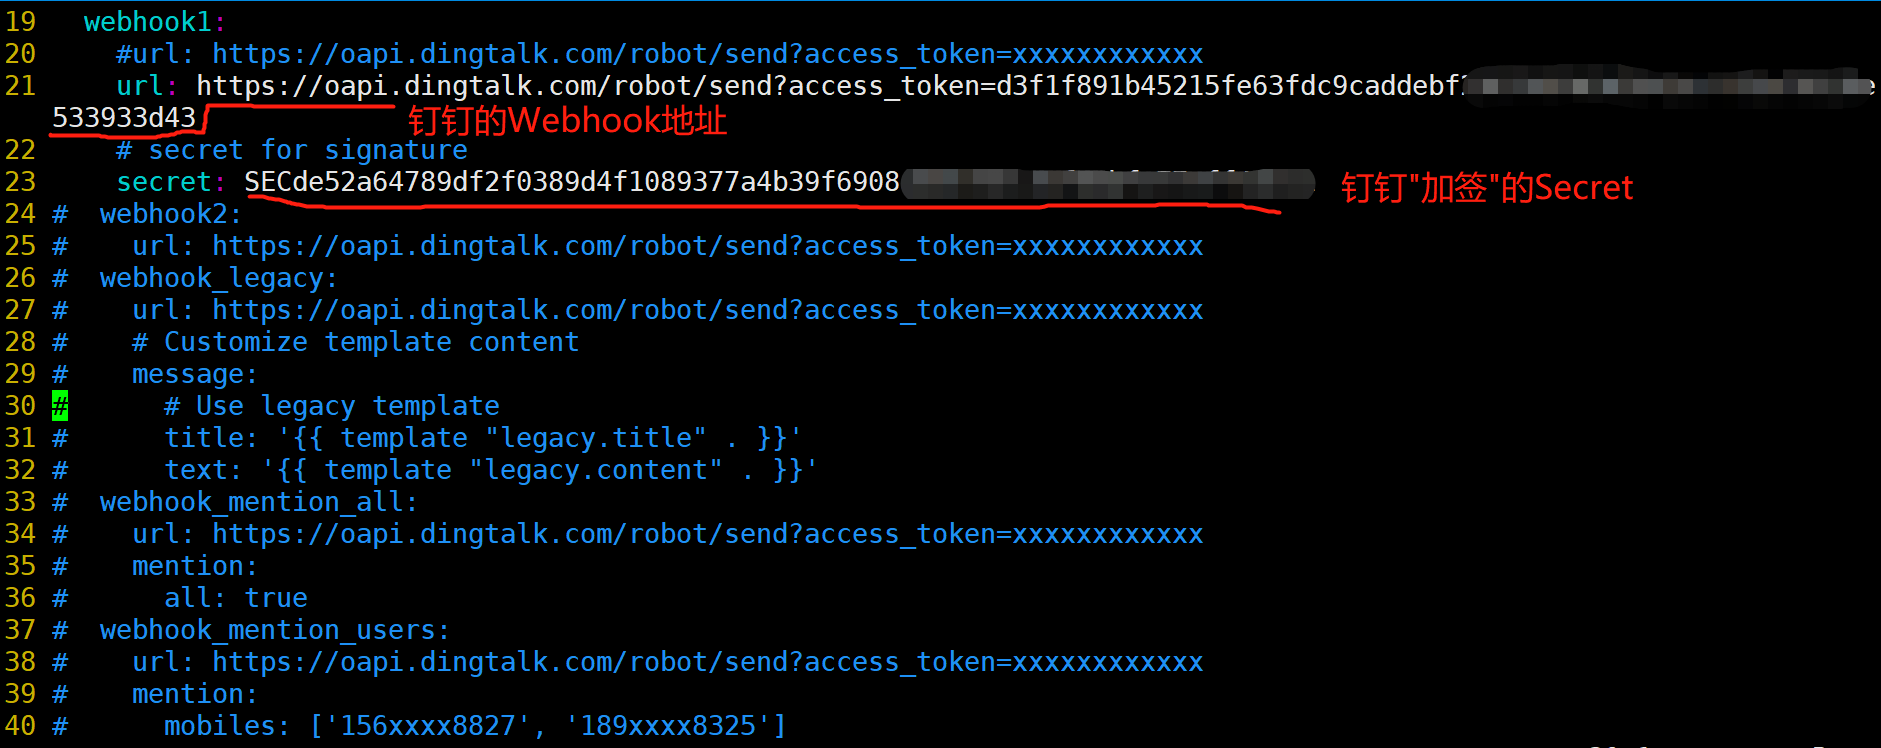 19   webhook1:
20     #url: https://oapi.dingtalk.com/robot/send?access_token=xxxxxxxxxxxx
21     url: https://oapi.dingtalk.com/robot/send?access_token=d3f1f891b45215fe63fdc9caddebf
533933d43
钉钉的Webhook地址
22     # secret for signature
23     secret: SECde52a64789df2f0389d4f1089377a4b39f6908
钉钉"加签"的Secret
24 #  webhook2:
25 #    url: https://oapi.dingtalk.com/robot/send?access_token=xxxxxxxxxxxx
26 #  webhook_legacy:
27 #    url: https://oapi.dingtalk.com/robot/send?access_token=xxxxxxxxxxxx
28 #    # Customize template content
29 #    message:
30 #      # Use legacy template
31 #      title: '{{ template "legacy.title" . }}'
32 #      text: '{{ template "legacy.content" . }}'
33 #  webhook_mention_all:
34 #    url: https://oapi.dingtalk.com/robot/send?access_token=xxxxxxxxxxxx
35 #    mention:
36 #      all: true
37 #  webhook_mention_users:
38 #    url: https://oapi.dingtalk.com/robot/send?access_token=xxxxxxxxxxxx
39 #    mention:
40 #      mobiles: ['156xxxx8827', '189xxxx8325']